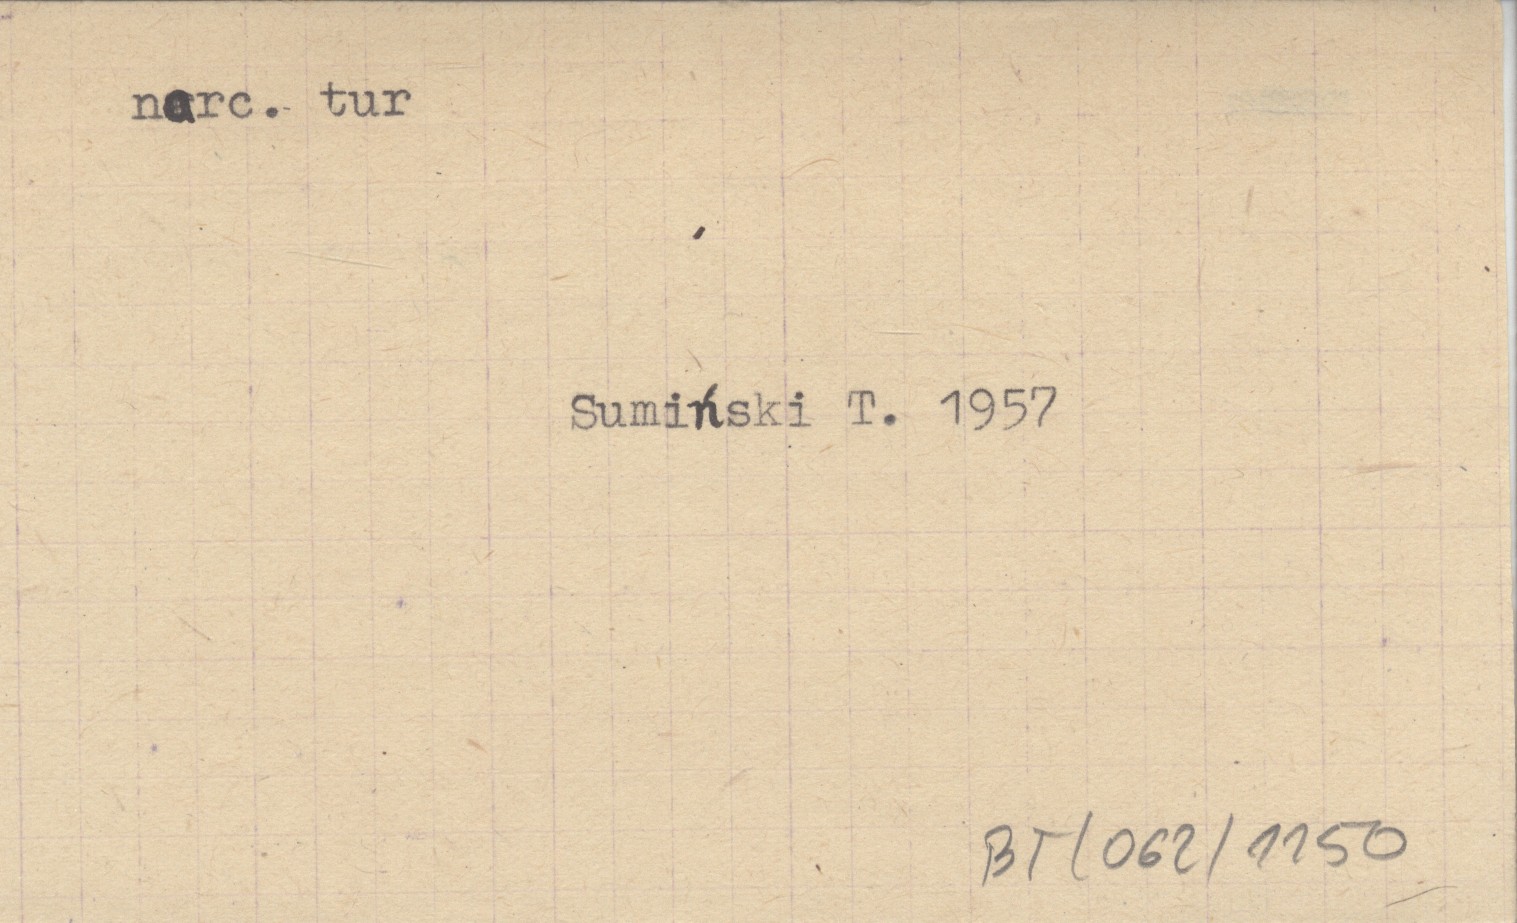 narc. tur
Sumiński T. 1957
BT/062/1150